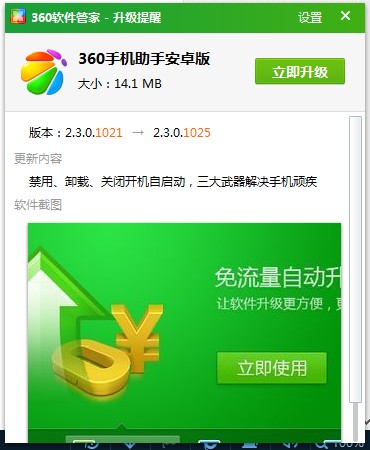 360软件管家 - 升级提醒
设置
360手机助手安卓版
大小：14.1 MB
立即升级
版本：2.3.0.1021 → 2.3.0.1025
更新内容
禁用、卸载、关闭开机自启动，三大武器解决手机顽疾
软件截图
免流量自动升
让软件升级更方便，更
0
¥
立即使用
100%